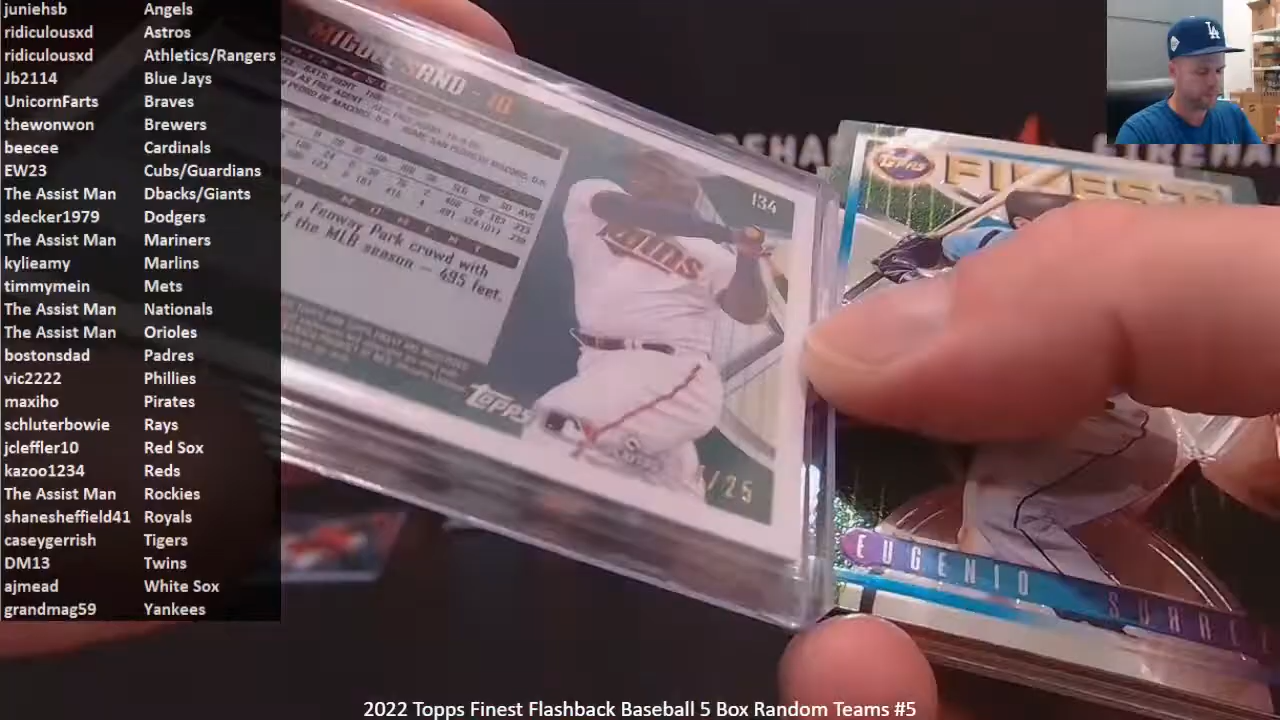 juniehsb Angels
ridiculousxd Astros
ridiculousxd Athletics/Rangers
Jb2114 Blue Jays
UnicornFarts Braves
thewonwon Brewers
beecee Cardinals
EW23 Cubs/Guardians
The Assist Man Dbacks/Giants
sdecker1979 Dodgers
The Assist Man Mariners
kylieamy Marlins
timmymein Mets
The Assist Man Nationals
The Assist Man Orioles
bostonsdad Padres
vic2222 Phillies
maxiho Pirates
schluterbowie Rays
jcleffler10 Red Sox
kazoo1234 Reds
The Assist Man Rockies
shanesheffield41 Royals
caseygerrish Tigers
DM13 Twins
ajmead White Sox
grandmag59 Yankees
MIGUEL SANO
134
a Fenway Park crowd with
the MLB season – 495 feet.
Twins
TOPPS
/25
TOPPS
FINEST
EUGENIO
LA
2022 Topps Finest Flashback Baseball 5 Box Random Teams #5